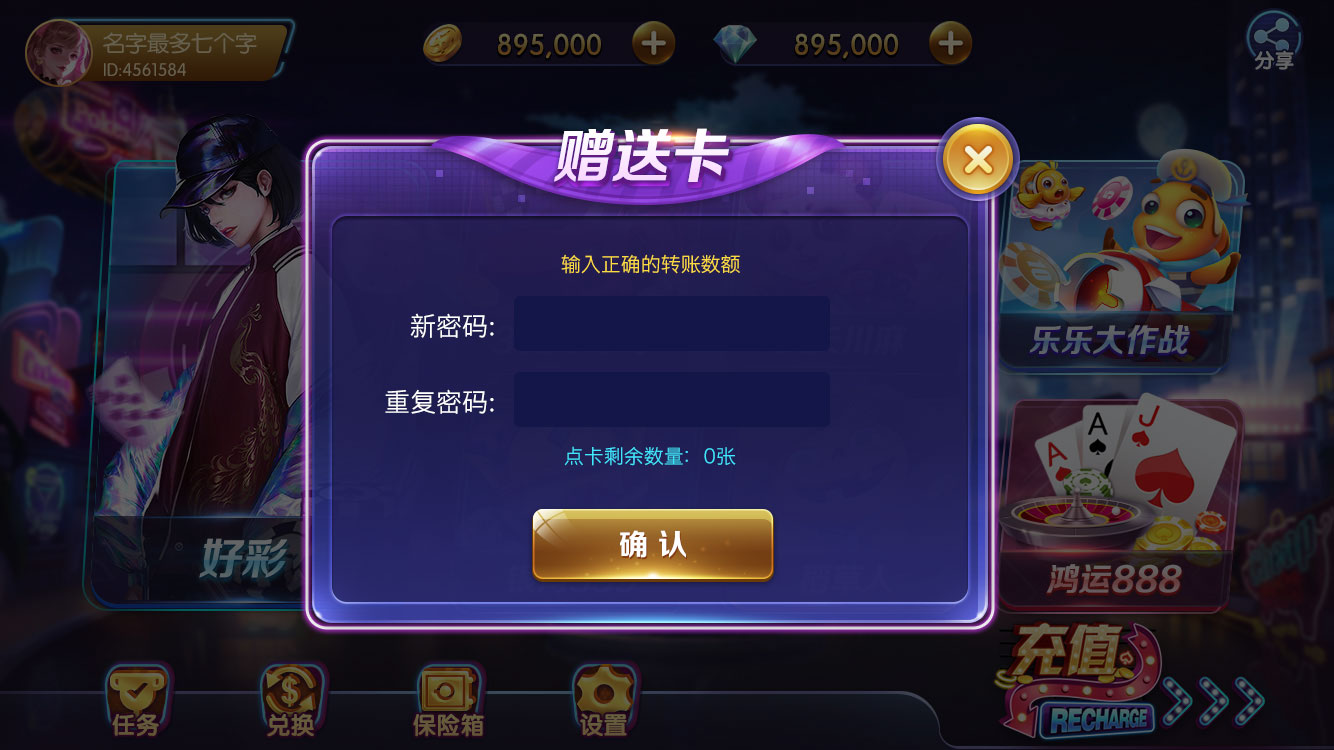 名字最多七个字
ID:4561584
895,000
895,000
分享
赠送卡
输入正确的转账数额
新密码:
重复密码:
点卡剩余数量: 0张
确认
好彩
乐乐大作战
A
A
J
鸿运888
充值
RECHARGE
任务
兑换
保险箱
设置